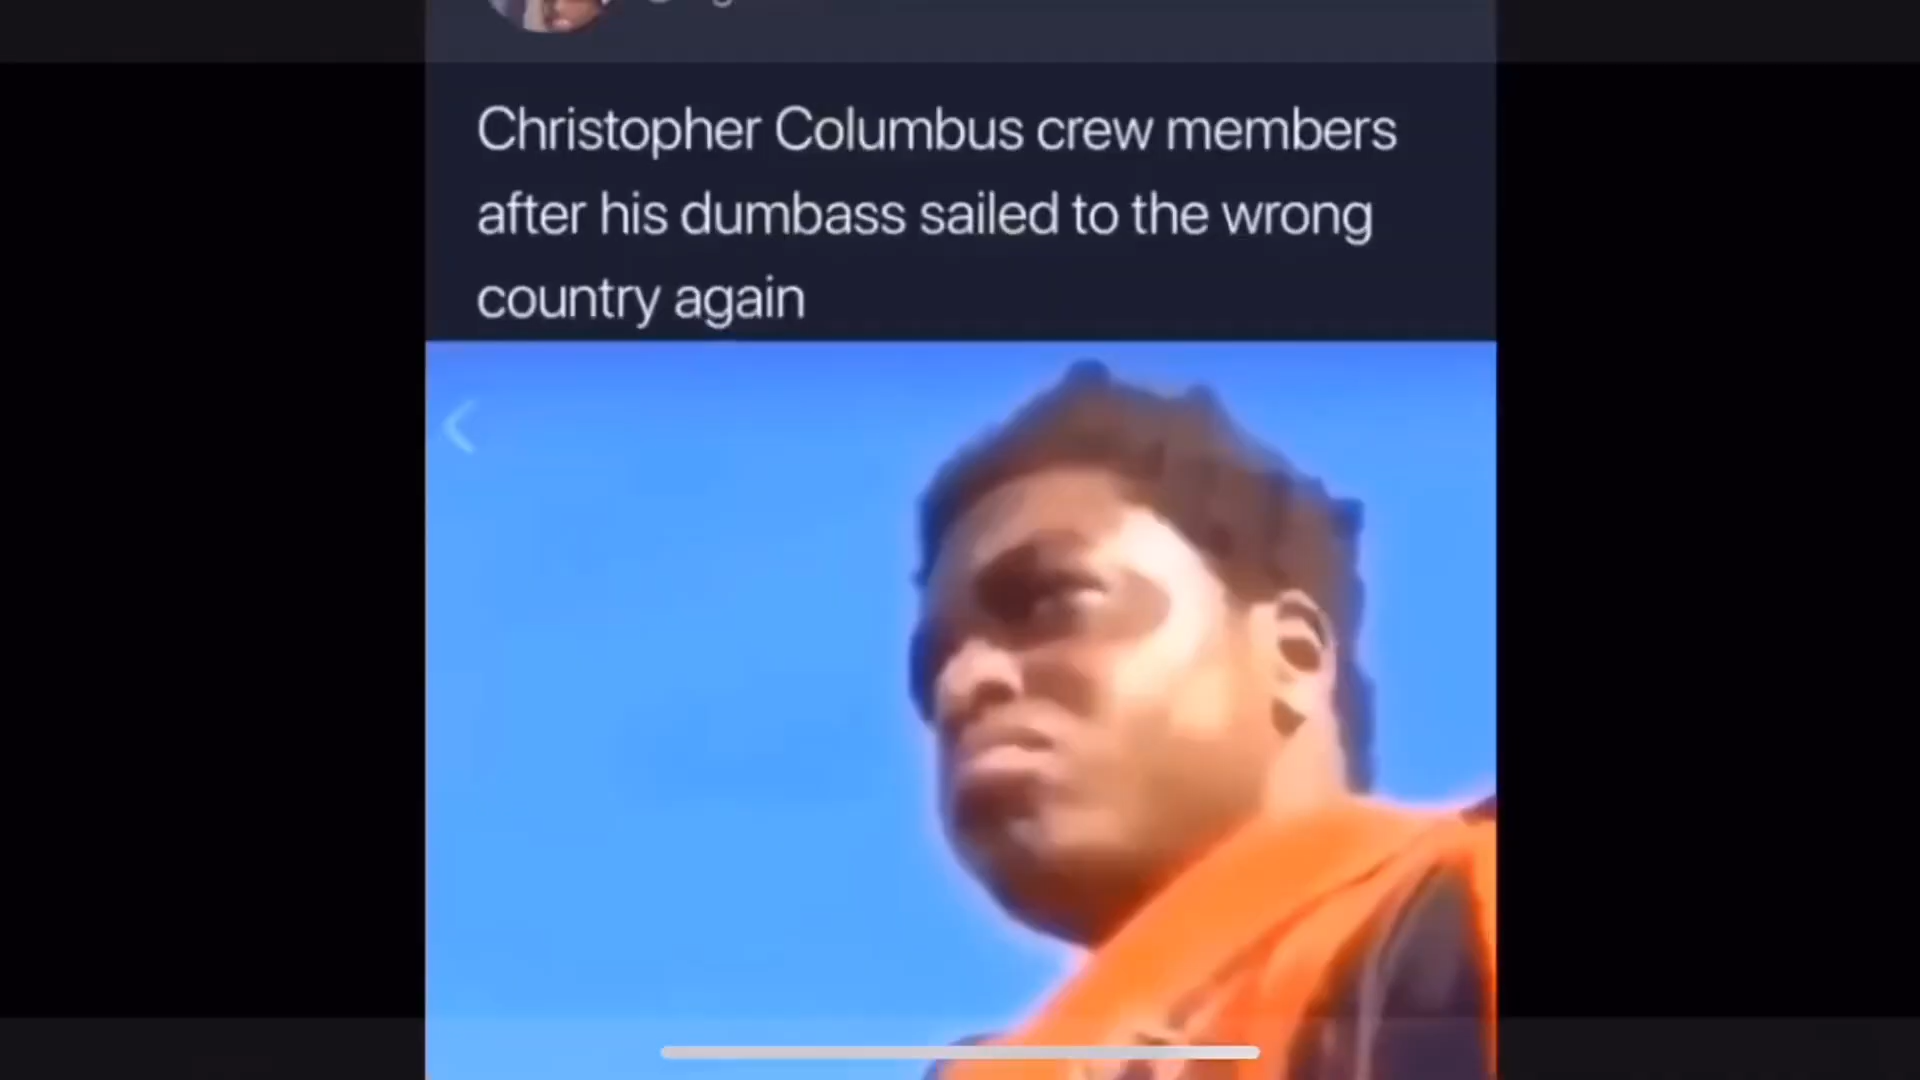 Christopher Columbus crew members
after his dumbass sailed to the wrong
country again